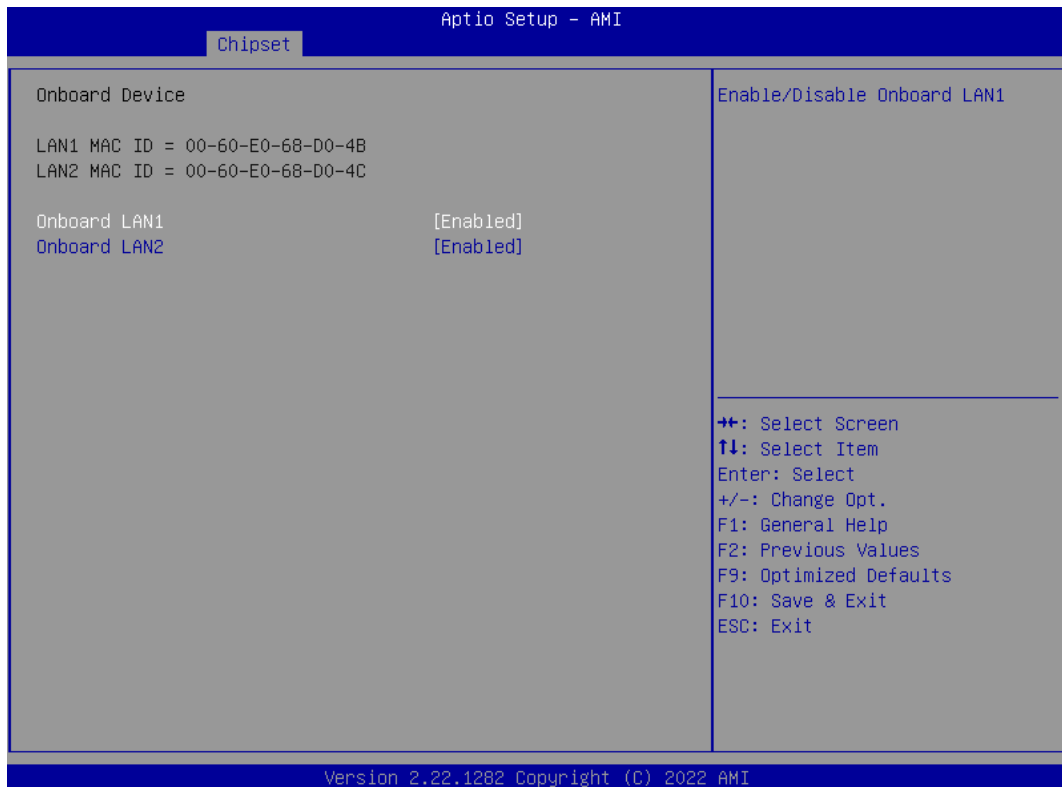 Aptio Setup – AMI
Chipset
Onboard Device
LAN1 MAC ID = 00-60-E0-68-D0-4B
LAN2 MAC ID = 00-60-E0-68-D0-4C
Onboard LAN1 [Enabled]
Onboard LAN2 [Enabled]
Enable/Disable Onboard LAN1
→←: Select Screen
↑↓: Select Item
Enter: Select
+/-: Change Opt.
F1: General Help
F2: Previous Values
F9: Optimized Defaults
F10: Save & Exit
ESC: Exit
Version 2.22.1282 Copyright (C) 2022 AMI